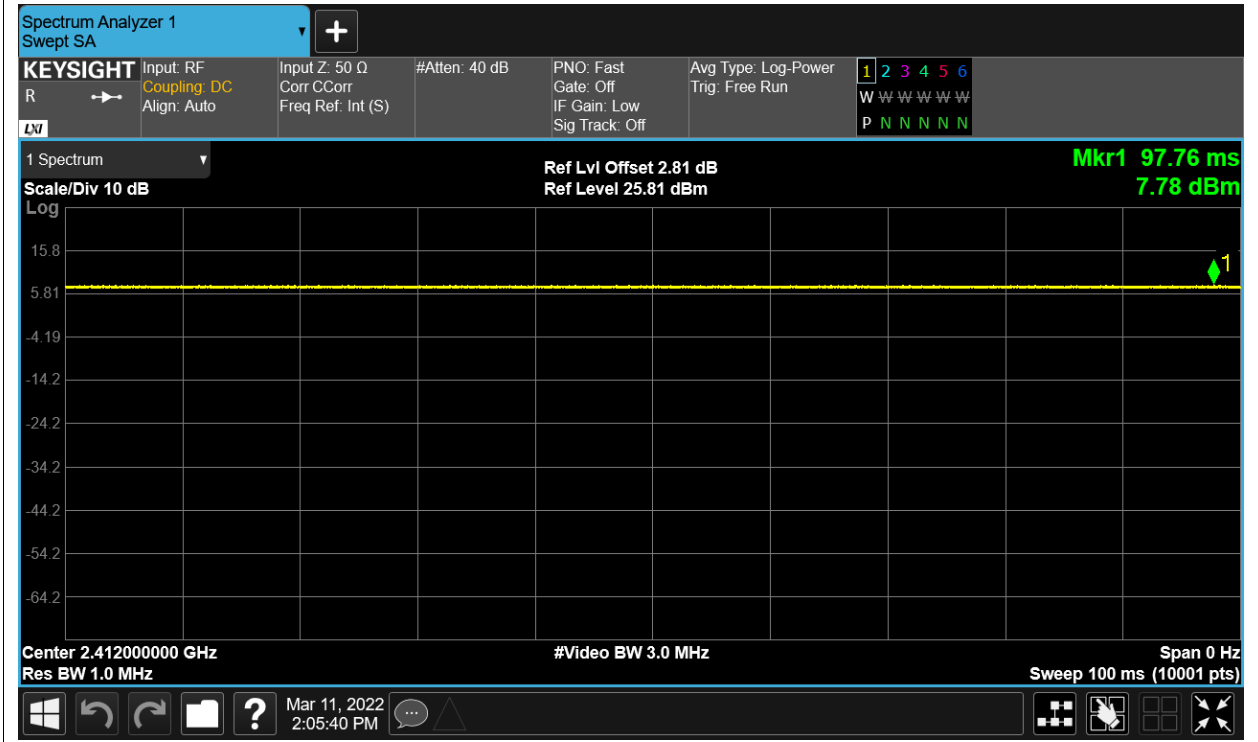 Spectrum Analyzer 1
Swept SA
KEYSIGHT
R
LXI
Input: RF
Coupling: DC
Align: Auto
Input Z: 50 Ω
Corr CCorr
Freq Ref: Int (S)
#Atten: 40 dB
PNO: Fast
Gate: Off
IF Gain: Low
Sig Track: Off
Avg Type: Log-Power
Trig: Free Run
1 2 3 4 5 6
W W W W W W
P N N N N N
1 Spectrum
Scale/Div 10 dB
Log
Ref Lvl Offset 2.81 dB
Ref Level 25.81 dBm
Mkr1 97.76 ms
7.78 dBm
15.8
1
5.81
-4.19
-14.2
-24.2
-34.2
-44.2
-54.2
-64.2
Center 2.412000000 GHz
Res BW 1.0 MHz
#Video BW 3.0 MHz
Span 0 Hz
Sweep 100 ms (10001 pts)
?
Mar 11, 2022
2:05:40 PM